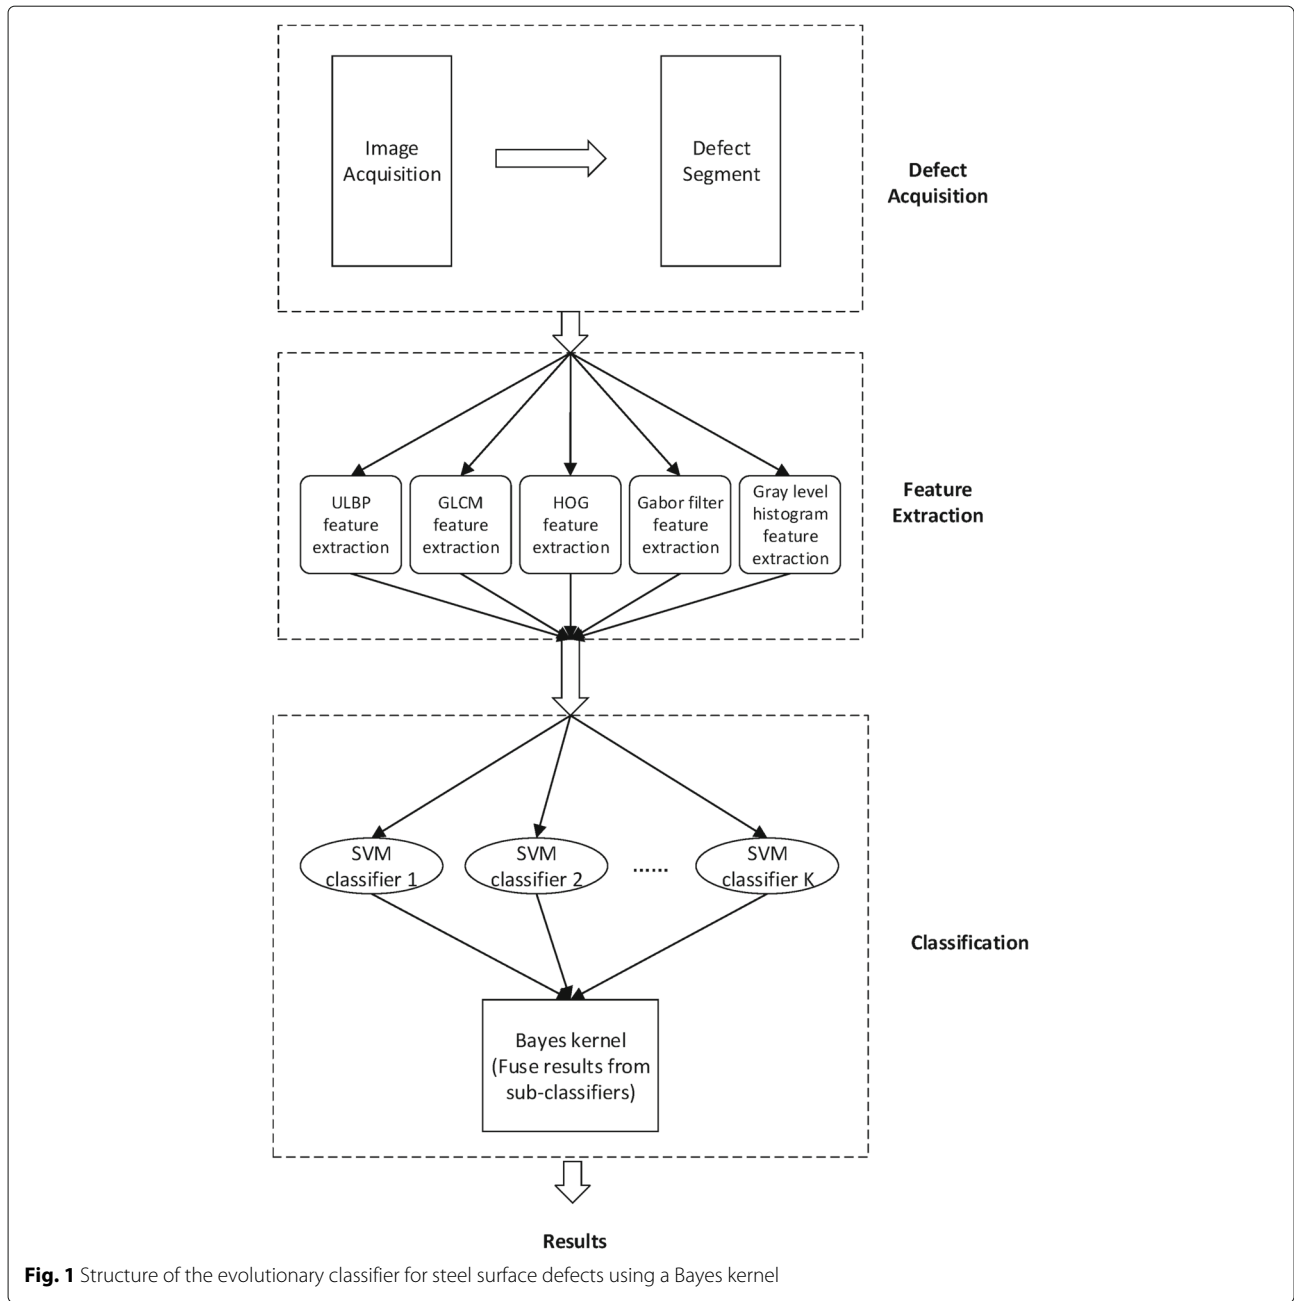 Image
Acquisition
Defect
Segment
Defect
Acquisition
ULBP
feature
extraction
GLCM
feature
extraction
HOG
feature
extraction
Gabor filter
feature
extraction
Gray level
histogram
feature
extraction
Feature
Extraction
SVM
classifier 1
SVM
classifier 2
......
SVM
classifier K
Classification
Bayes kernel
(Fuse results from
sub-classifiers)
Results
Fig. 1 Structure of the evolutionary classifier for steel surface defects using a Bayes kernel